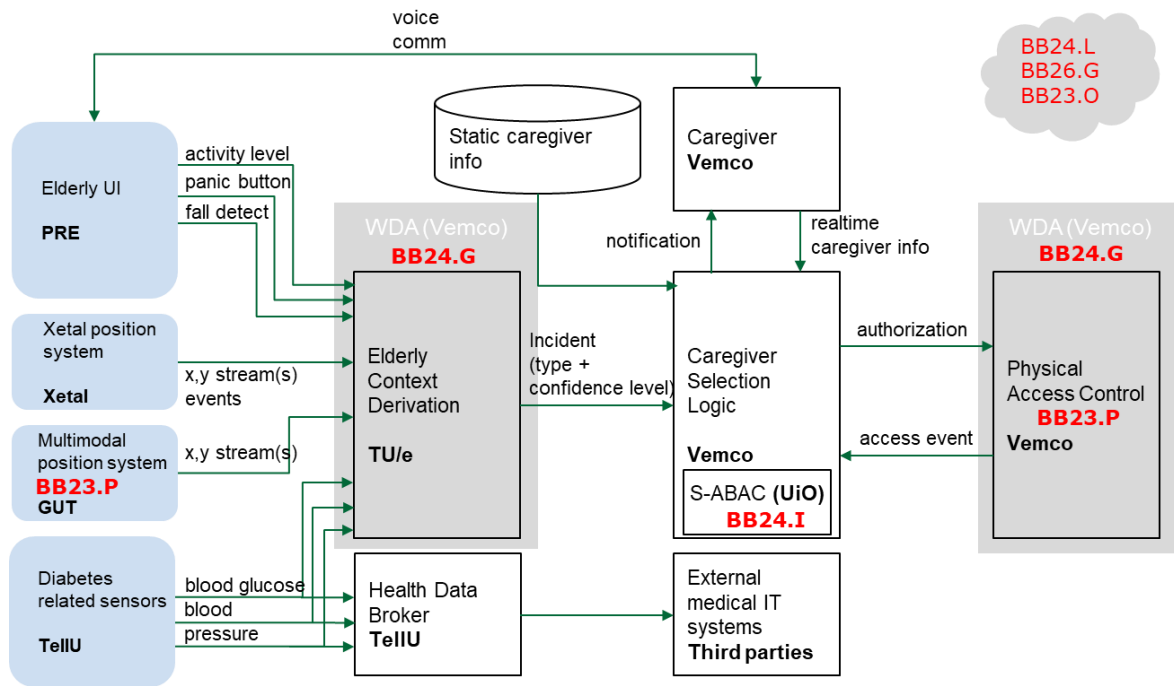 voice
comm
BB24.L
BB26.G
BB23.O
Static caregiver
info
Caregiver
Vemco
Elderly UI
PRE
activity level
panic button
fall detect
WDA (Vemco)
BB24.G
notification
realtime
caregiver info
WDA (Vemco)
BB24.G
Xetal position
system
Xetal
x,y stream(s)
events
Elderly
Context
Derivation
TU/e
Incident
(type +
confidence level)
Caregiver
Selection
Logic
Vemco
S-ABAC (UiO)
BB24.I
authorization
access event
Physical
Access Control
BB23.P
Vemco
Multimodal
position system
BB23.P
GUT
x,y stream(s)
Diabetes
related sensors
TellU
blood glucose
blood
pressure
Health Data
Broker
TellU
External
medical IT
systems
Third parties